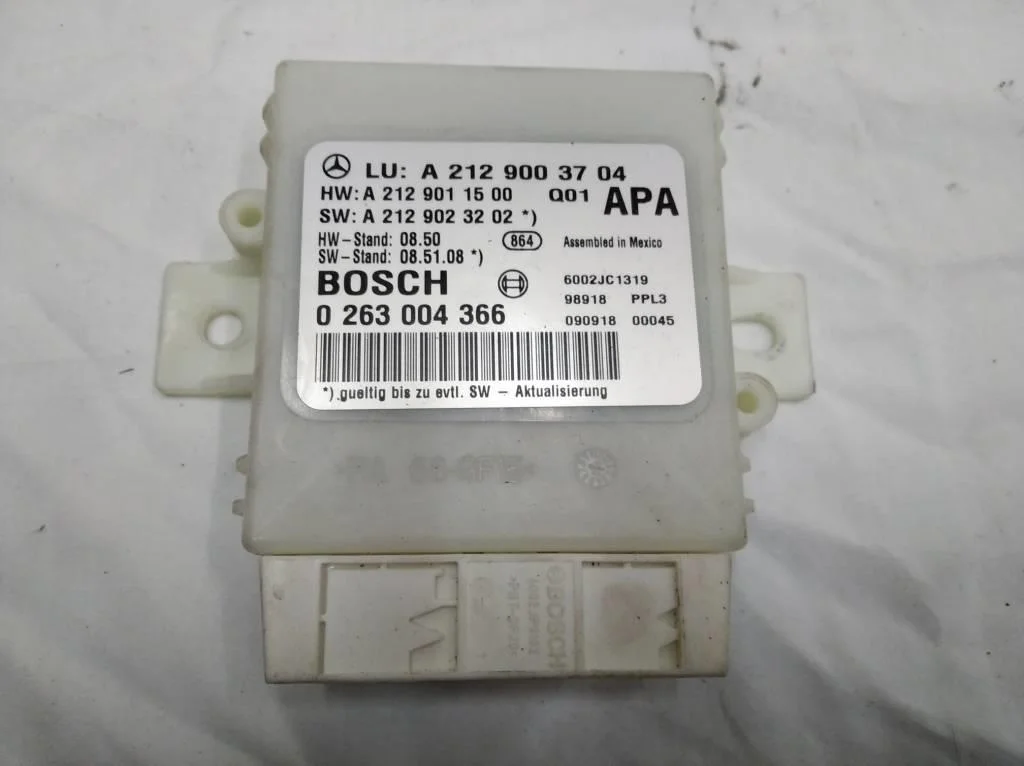 LU: A 212 900 37 04
HW: A 212 901 15 00 Q01 APA
SW: A 212 902 32 02 *)
HW-Stand: 08.50 864 Assembled in Mexico
SW-Stand: 08.51.08 *)
BOSCH 6002JC1319
98918 PPL3
0 263 004 366 090918 00045
*) gueltig bis zu evtl. SW - Aktualisierung
BOSCH